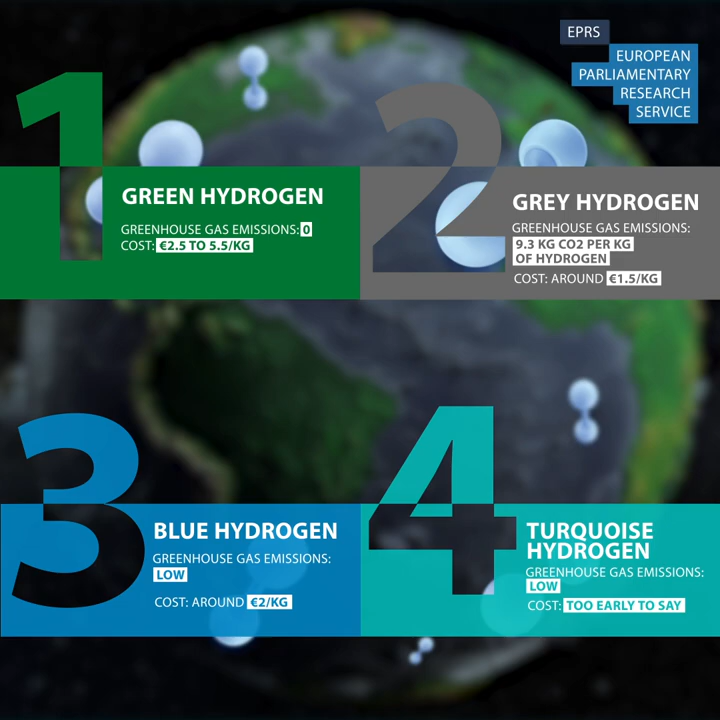 EPRS
EUROPEAN
PARLIAMENTARY
RESEARCH
SERVICE
1
GREEN HYDROGEN
GREENHOUSE GAS EMISSIONS: 0
COST: €2.5 TO 5.5/KG
2
GREY HYDROGEN
GREENHOUSE GAS EMISSIONS:
9.3 KG CO2 PER KG
OF HYDROGEN
COST: AROUND €1.5/KG
3
BLUE HYDROGEN
GREENHOUSE GAS EMISSIONS:
LOW
COST: AROUND €2/KG
4
TURQUOISE
HYDROGEN
GREENHOUSE GAS EMISSIONS:
LOW
COST: TOO EARLY TO SAY